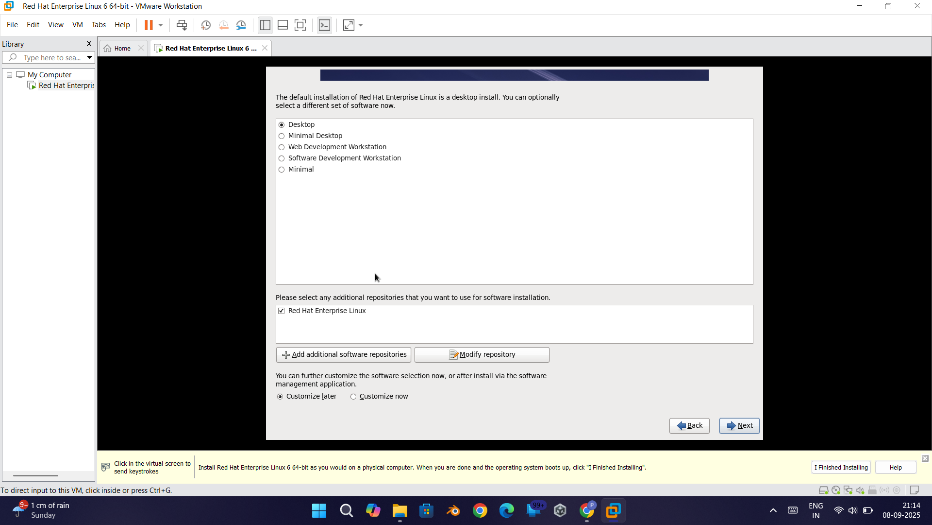 Red Hat Enterprise Linux 6 64-bit - VMware Workstation
File Edit View VM Tabs Help
Library
Type here to sea...
Home
Red Hat Enterprise Linux 6 ...
My Computer
Red Hat Enterpris
The default installation of Red Hat Enterprise Linux is a desktop install. You can optionally
select a different set of software now.
Desktop
Minimal Desktop
Web Development Workstation
Software Development Workstation
Minimal
Please select any additional repositories that you want to use for software installation.
Red Hat Enterprise Linux
Add additional software repositories
Modify repository
You can further customize the software selection now, or after install via the software
management application.
Customize later
Customize now
Back
Next
Click in the virtual screen to
send keystrokes
Install Red Hat Enterprise Linux 6 64-bit as you would on a physical computer. When you are done and the operating system boots up, click "I Finished Installing".
I Finished Installing
Help
To direct input to this VM, click inside or press Ctrl+G.
1 cm of rain
Sunday
99+
ENG
IN
21:14
08-09-2025